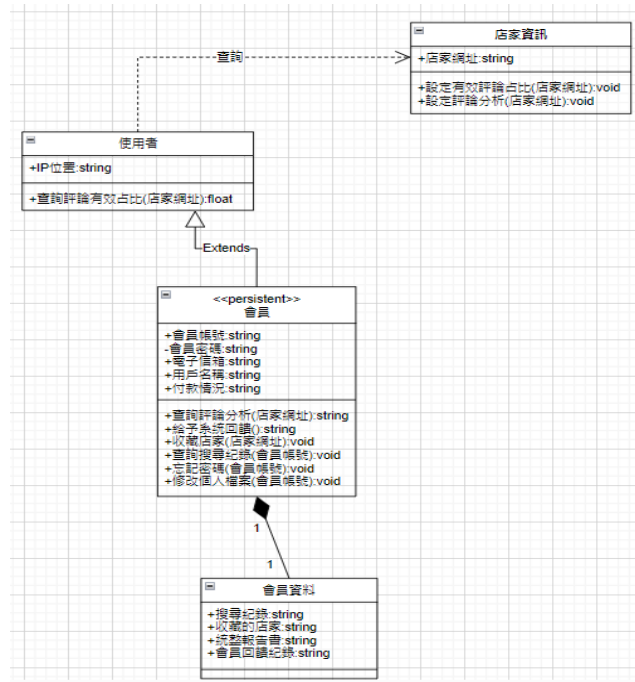 店家資訊
+店家網址:string
+設定有效評論占比(店家網址):void
+設定評論分析(店家網址):void
查詢
使用者
+IP位置:string
+查詢評論有效占比(店家網址):float
Extends
<<persistent>>
會員
+會員帳號:string
-會員密碼:string
+電子信箱:string
+用戶名稱:string
+付款情況:string
+查詢評論分析(店家網址):string
+給予系統回饋():string
+收藏店家(店家網址):void
+查詢搜尋紀錄(會員帳號):void
+忘記密碼(會員帳號):void
+修改個人檔案(會員帳號):void
1
1
會員資料
+搜尋紀錄:string
+收藏的店家:string
+統整報告書:string
+會員回饋紀錄:string